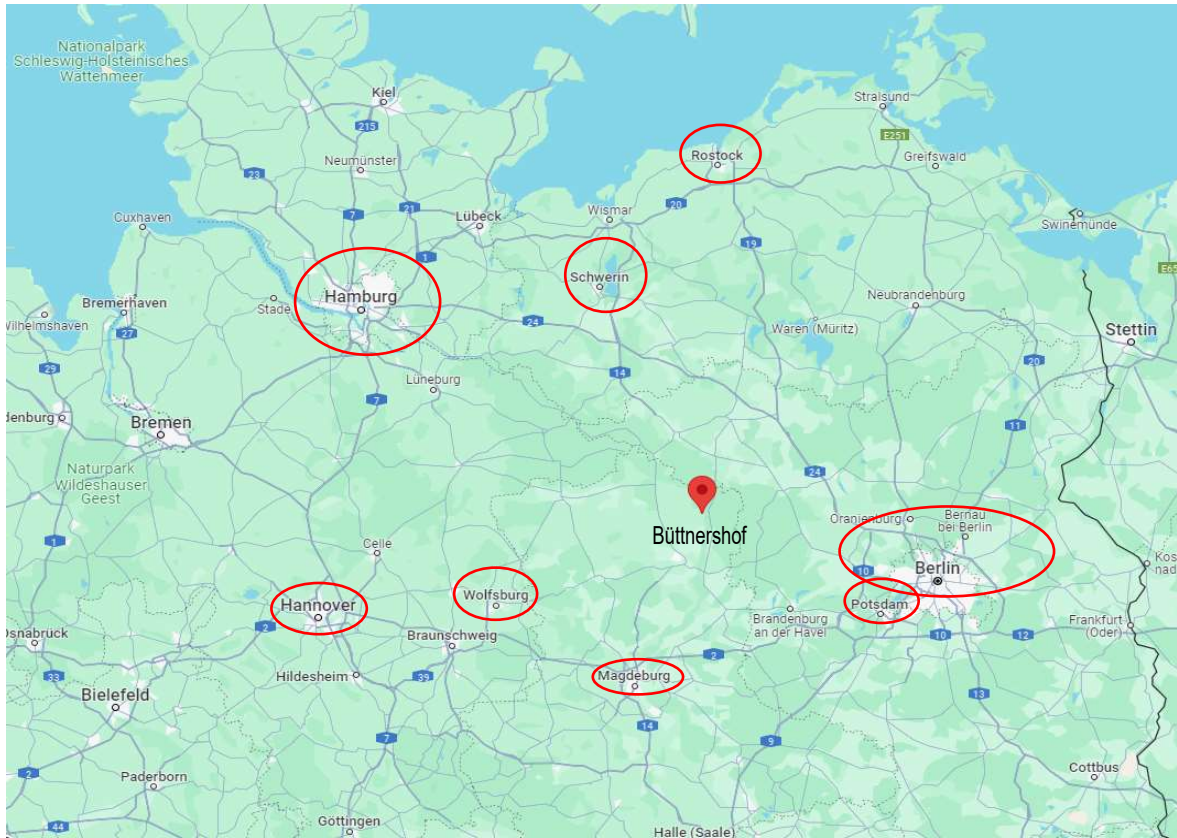 Nationalpark
Schleswig-Holsteinisches
Wattenmeer
Kiel
Stralsund
215
E251
Rostock
Neumünster
Greifswald
23
7
21
20
Lübeck
Wismar
Cuxhaven
Swinemünde
19
1
Schwerin
E65
Hamburg
Bremerhaven
Stade
Neubrandenburg
Wilhelmshaven
24
Waren (Müritz)
Stettin
27
20
29
14
Lüneburg
7
denburg
Bremen
11
Naturpark
Wildeshauser
Geest
24
Büttnershof
Oranienburg
Bernau
bei Berlin
1
Celle
Kos
nad
10
Berlin
Wolfsburg
Hannover
Potsdam
Brandenburg
an der Havel
Frankfurt
(Oder)
2
Osnabrück
Braunschweig
10
12
2
Magdeburg
33
Hildesheim
39
Bielefeld
13
14
7
9
2
Paderborn
Cottbus
44
Göttingen
Halle (Saale)